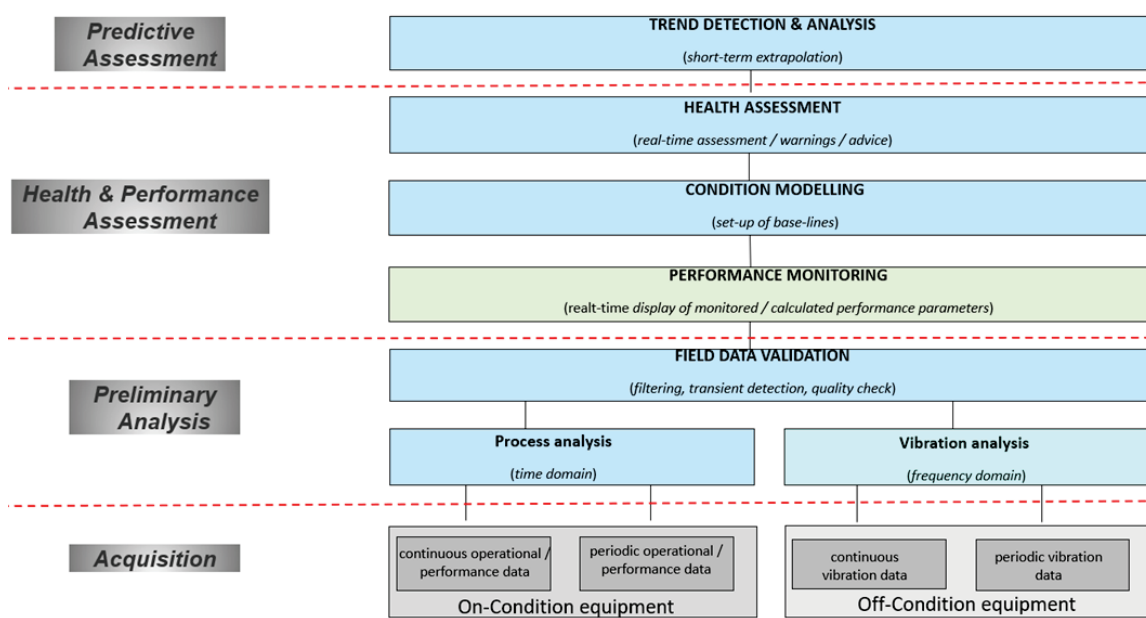 Predictive
Assessment
TREND DETECTION & ANALYSIS
(short-term extrapolation)
HEALTH ASSESSMENT
(real-time assessment / warnings / advice)
Health & Performance
Assessment
CONDITION MODELLING
(set-up of base-lines)
PERFORMANCE MONITORING
(realt-time display of monitored / calculated performance parameters)
Preliminary
Analysis
FIELD DATA VALIDATION
(filtering, transient detection, quality check)
Process analysis
(time domain)
Vibration analysis
(frequency domain)
Acquisition
continuous operational /
performance data
periodic operational /
performance data
On-Condition equipment
continuous
vibration data
periodic vibration
data
Off-Condition equipment